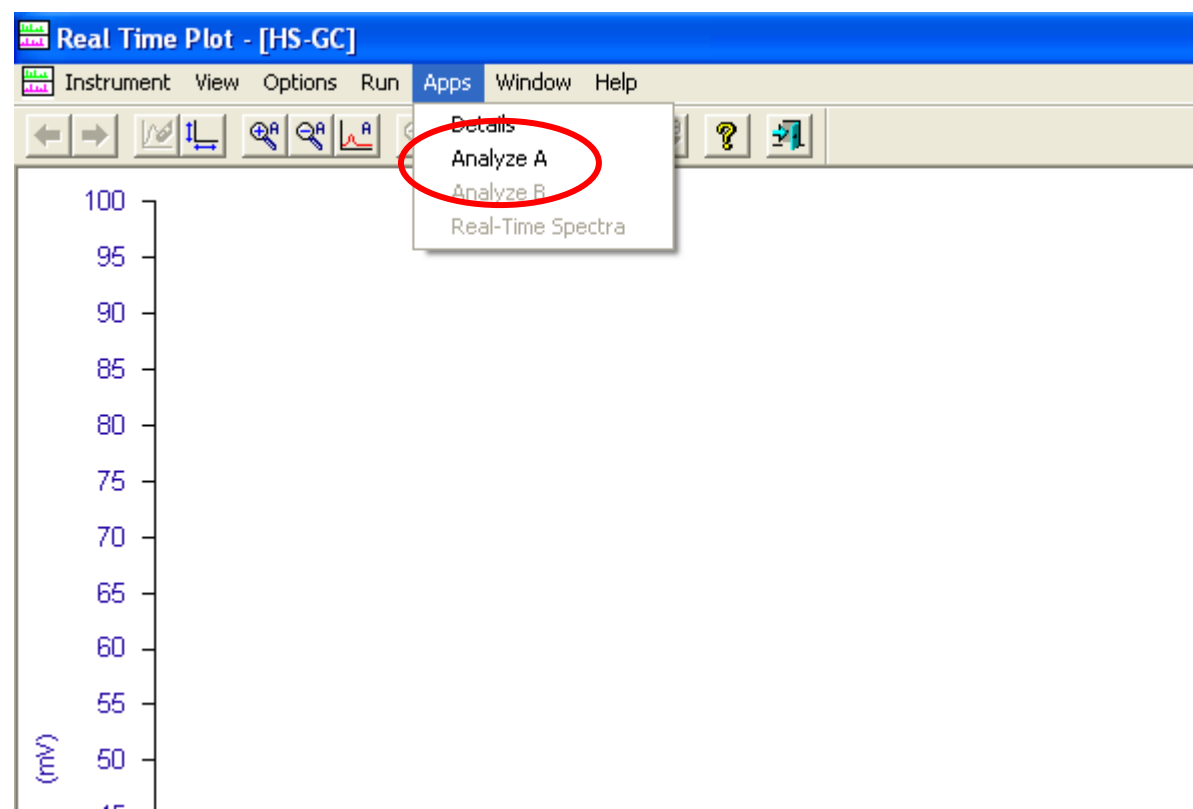 Real Time Plot - [HS-GC]
Instrument View Options Run Apps Window Help
Details
Analyze A
Analyze B
Real-Time Spectra
A A A ?
100
95
90
85
80
75
70
65
60
55
50
45
(mV)